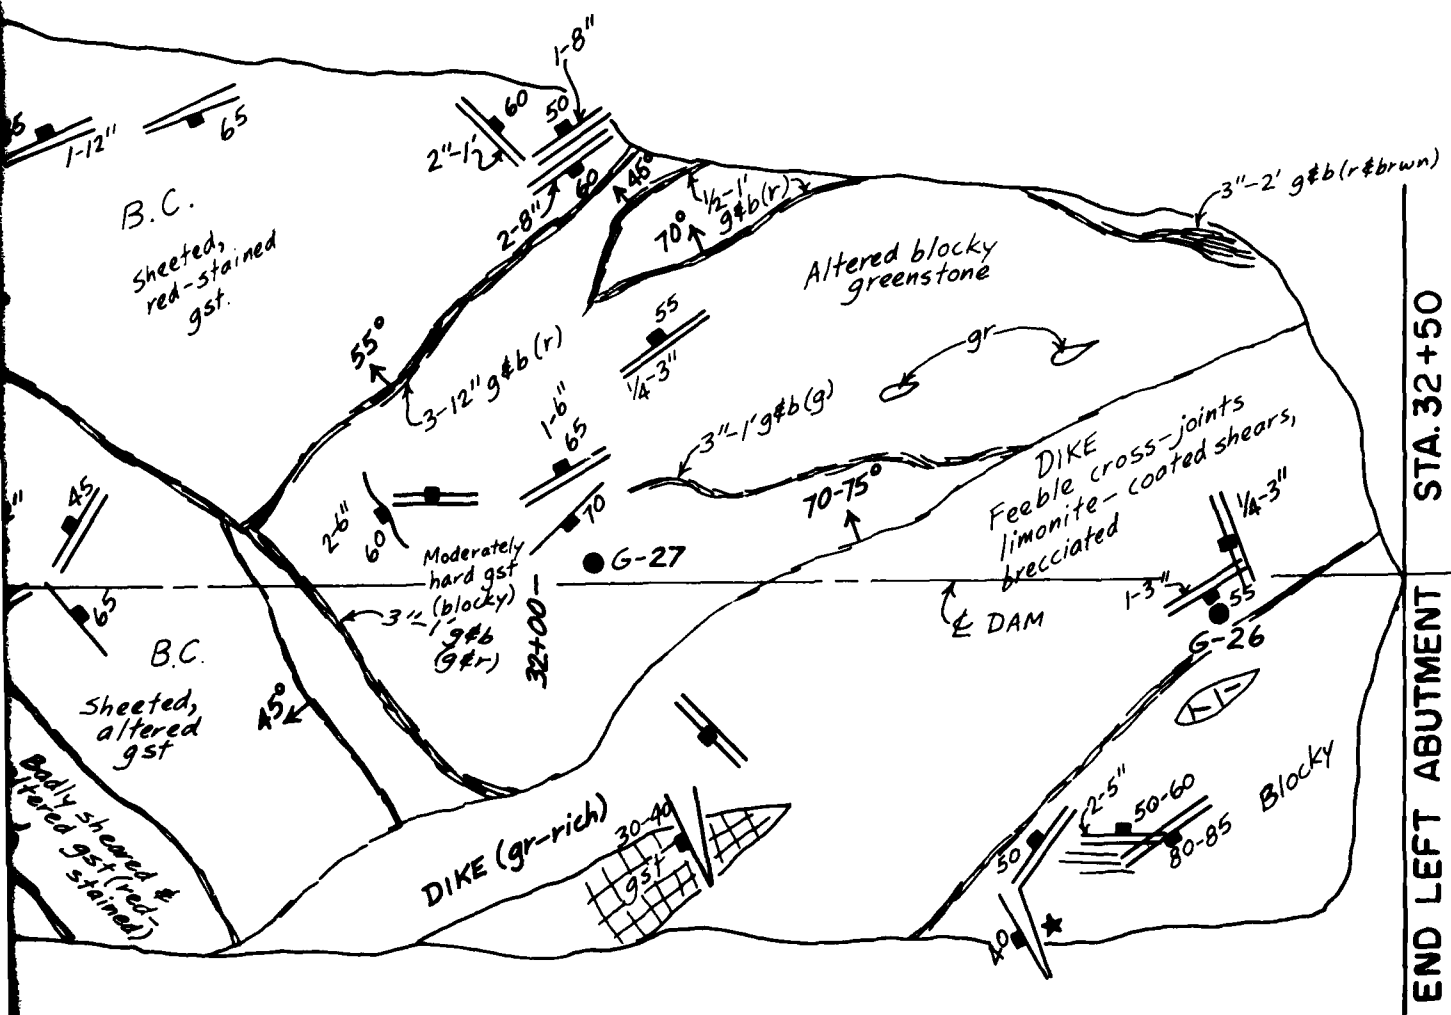 1-8"
60
50
65
1-12"
65
2"-1'
60
45°
2-8"
½-1'
g&b(r)
3"-2' g&b(r&brwn)
B.C.
Sheeted,
red-stained
gst.
70°
Altered blocky
greenstone
55
¼-3"
55°
3-12" g&b(r)
gr
1-6"
65
3"-1' g&b(g)
DIKE
Feeble cross-joints
limonite-coated shears,
brecciated
45
2-6"
60
70
70-75°
¼-3"
Moderately
hard gst
(blocky)
G-27
3"-1'
g&b
(g&r)
32+00
℄ DAM
1-3"
55
G-26
65
B.C.
Sheeted,
altered
gst
45°
Badly sheared &
altered gst (red-
stained)
DIKE (gr-rich)
30-40
gst
2-5"
50-60
80-85
50
40
Blocky
END LEFT ABUTMENT STA. 32+50